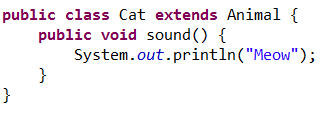 public class Cat extends Animal {
    public void sound() {
        System.out.println("Meow");
    }
}